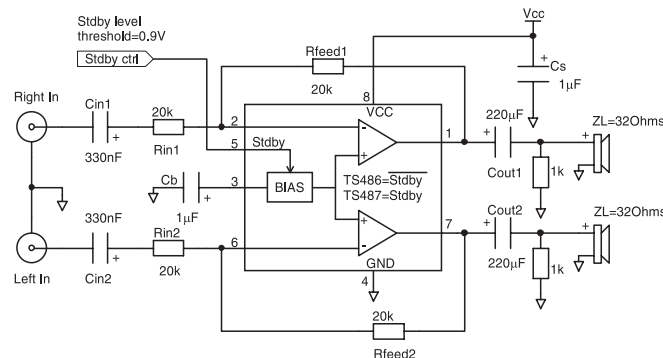 Stdby level
threshold=0.9V
Stdby ctrl
Vcc
Rfeed1
20k
+
Cs
1µF
8
VCC
Right In
Cin1
20k
330nF
+
Rin1
2
5
Stdby
-
+
1
220µF
+
Cout1
ZL=32Ohms
+
1k
Cb
1µF
+
3
BIAS
TS486=Stdby
TS487=Stdby
330nF
Rin2
6
+
-
7
Cout2
+
220µF
ZL=32Ohms
+
1k
Left In
Cin2
+
20k
GND
4
20k
Rfeed2